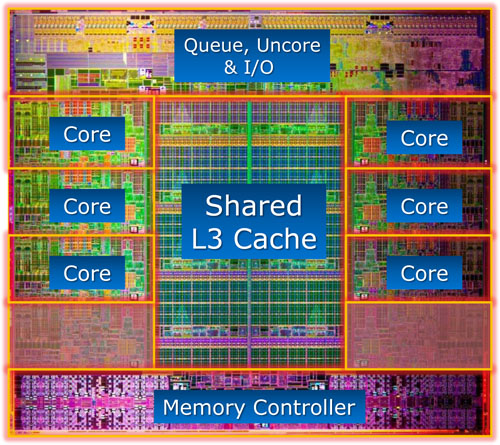 Queue, Uncore
& I/O
Core
Core
Shared
L3 Cache
Core
Core
Core
Core
Memory Controller